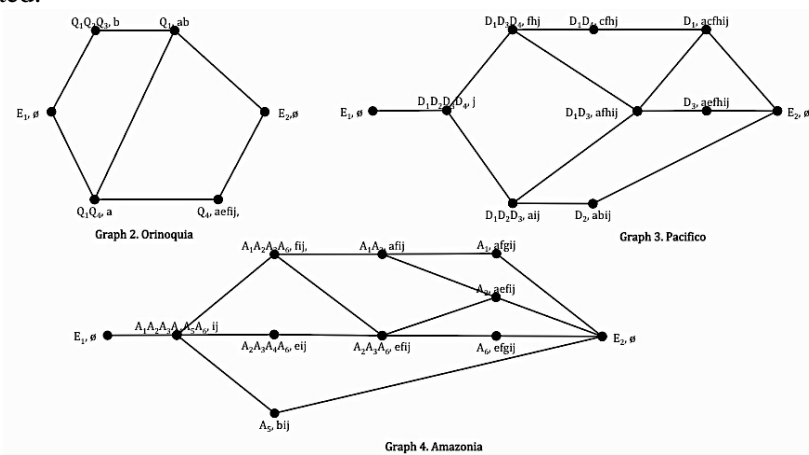 Q₁Q₂Q₃, b
Q₁, ab
E₁, ø
E₂,ø
Q₁Q₄, a
Q₄, aefij,
Graph 2. Orinoquia
D₁D₃D₄, fhj
D₁D₄, cfhj
D₁, acfhij
E₁, ø
D₁D₂D₃D₄, j
D₁D₃, afhij
D₃, aefhij
E₂, ø
D₁D₂D₃, aij
D₂, abij
Graph 3. Pacifico
A₁A₂A₃A₆, fij,
A₁A₃, afij
A₁, afgij
A₃, aefij
E₁, ø
A₁A₂A₃A₄A₅A₆, ij
A₂A₃A₄A₆, eij
A₂A₃A₆, efij
A₆, efgij
E₂, ø
A₅, bij
Graph 4. Amazonia